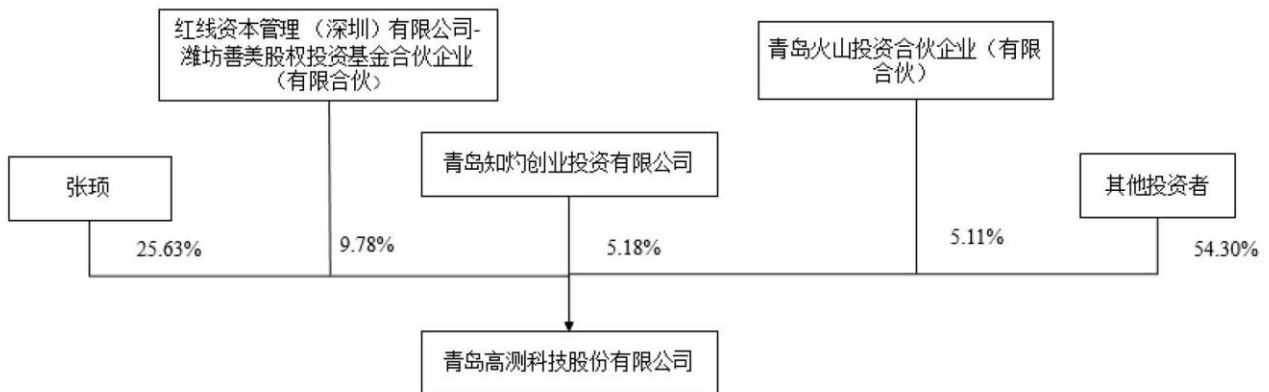 红线资本管理（深圳）有限公司-
潍坊善美股权投资基金合伙企业
（有限合伙）
青岛火山投资合伙企业（有限
合伙）
青岛知灼创业投资有限公司
张顼
其他投资者
25.63%
9.78%
5.18%
5.11%
54.30%
青岛高测科技股份有限公司